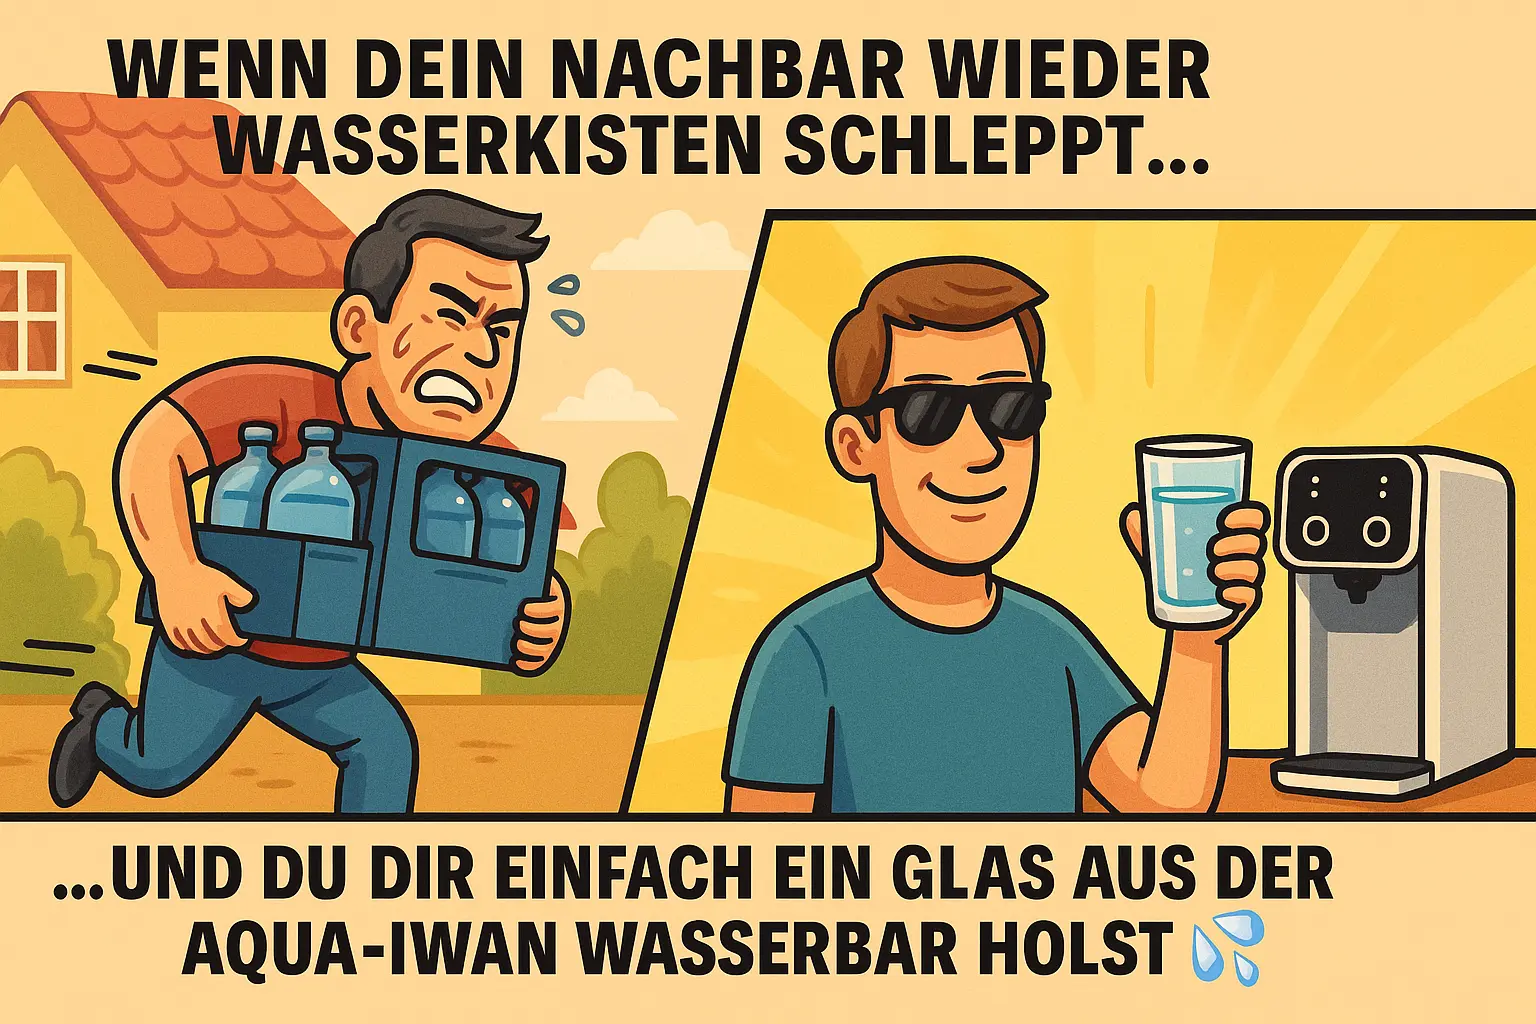 WENN DEIN NACHBAR WIEDER
WASSERKISTEN SCHLEPPT...
...UND DU DIR EINFACH EIN GLAS AUS DER
AQUA-IWAN WASSERBAR HOLST 💦